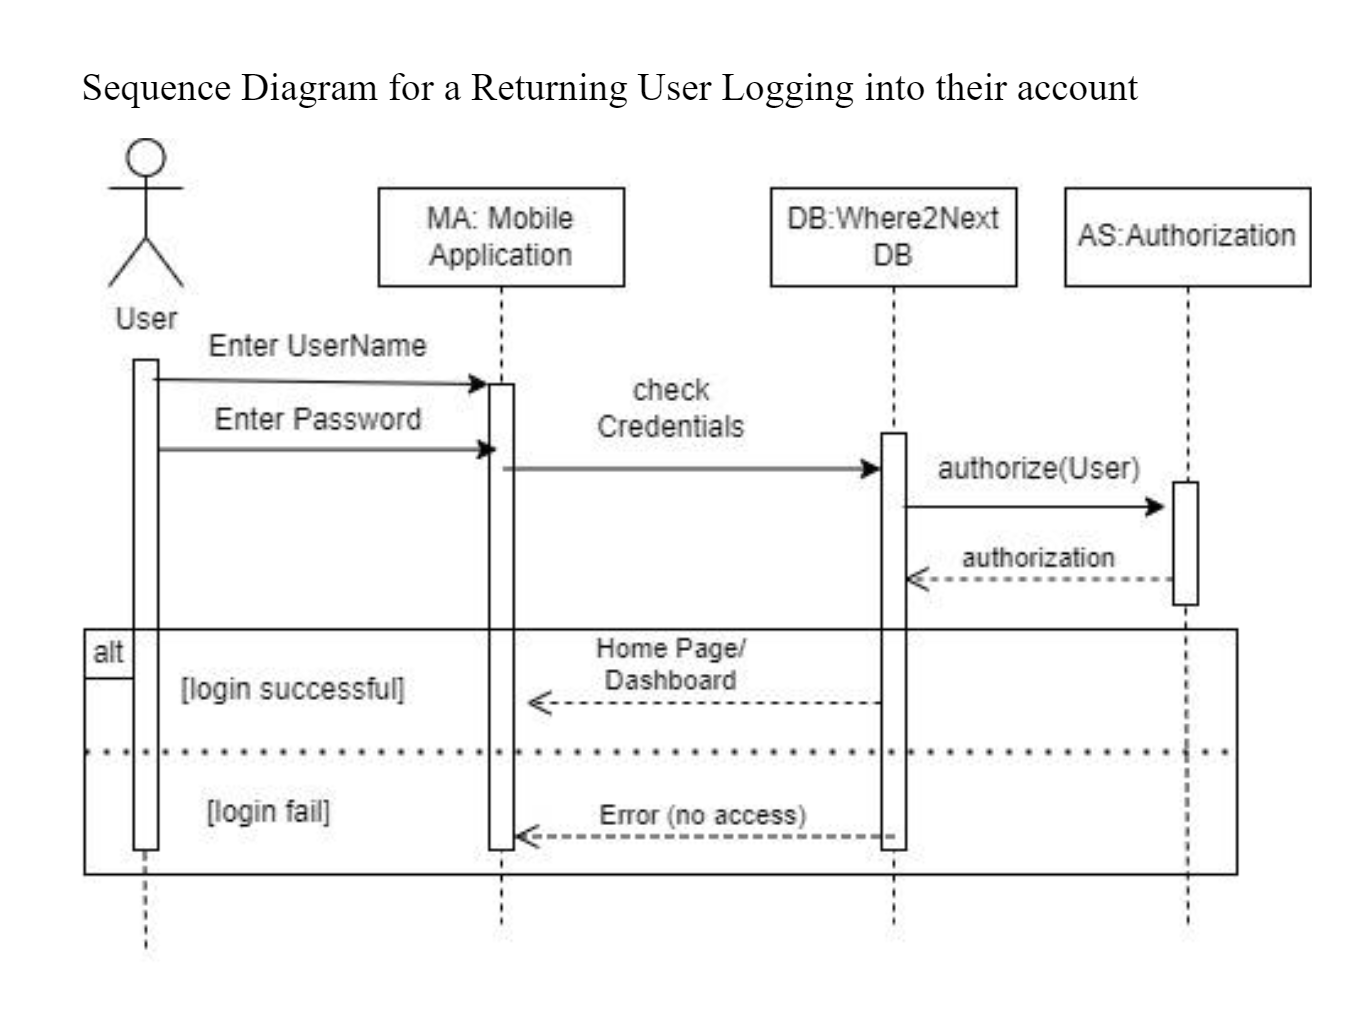 Sequence Diagram for a Returning User Logging into their account
MA: Mobile
Application
DB:Where2Next
DB
AS:Authorization
User
Enter UserName
Enter Password
check
Credentials
authorize(User)
authorization
alt
[login successful]
Home Page/
Dashboard
[login fail]
Error (no access)